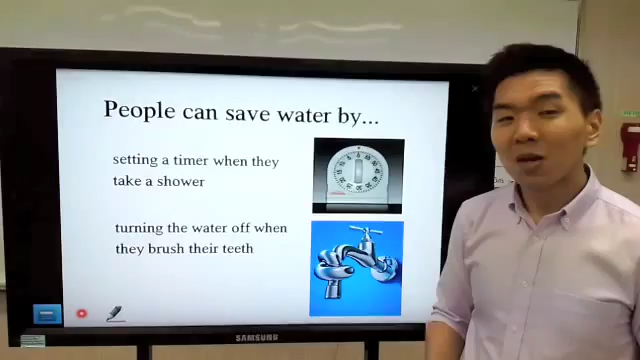 People can save water by...
setting a timer when they
take a shower
turning the water off when
they brush their teeth
SAMSUNG